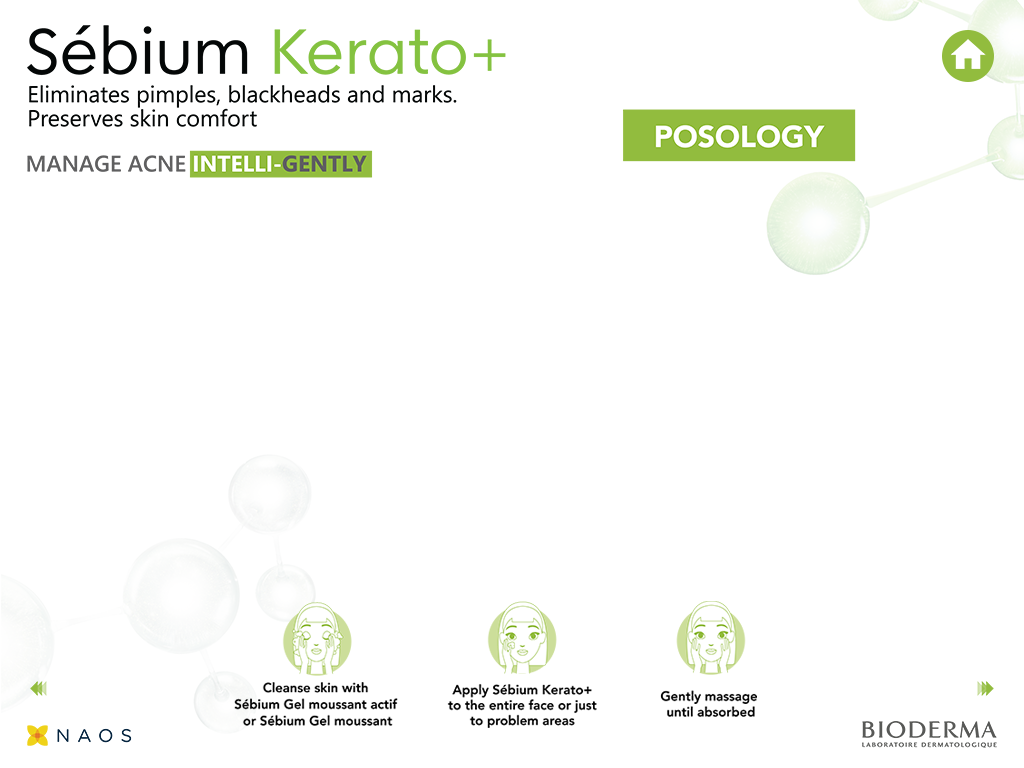 Sébium Kerato+
Eliminates pimples, blackheads and marks.
Preserves skin comfort
MANAGE ACNE INTELLI-GENTLY
POSOLOGY
Cleanse skin with
Sébium Gel moussant actif
or Sébium Gel moussant
Apply Sébium Kerato+
to the entire face or just
to problem areas
Gently massage
until absorbed
NAOS
BIODERMA
LABORATOIRE DERMATOLOGIQUE